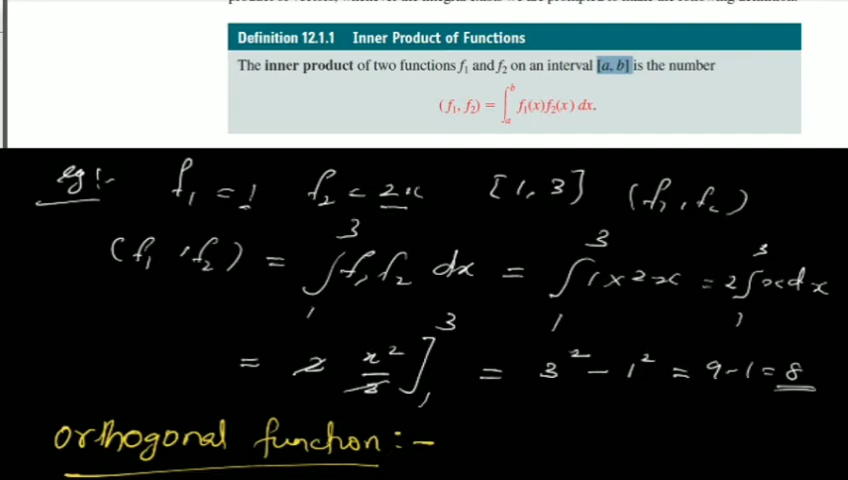 Definition 12.1.1 Inner Product of Functions
The inner product of two functions f₁ and f₂ on an interval [a, b] is the number
(f₁, f₂) = ∫ₐᵇ f₁(x)f₂(x) dx.
eg :- f₁ = 1 f₂ = 2x [1, 3] (f₁, f₂)
(f₁, f₂) = ∫₁³ f₁ f₂ dx = ∫₁³ 1 × 2x = 2∫₁³ x dx
= 2 x²/2 ]₁³ = 3² - 1² = 9-1 = 8
Orthogonal function :-